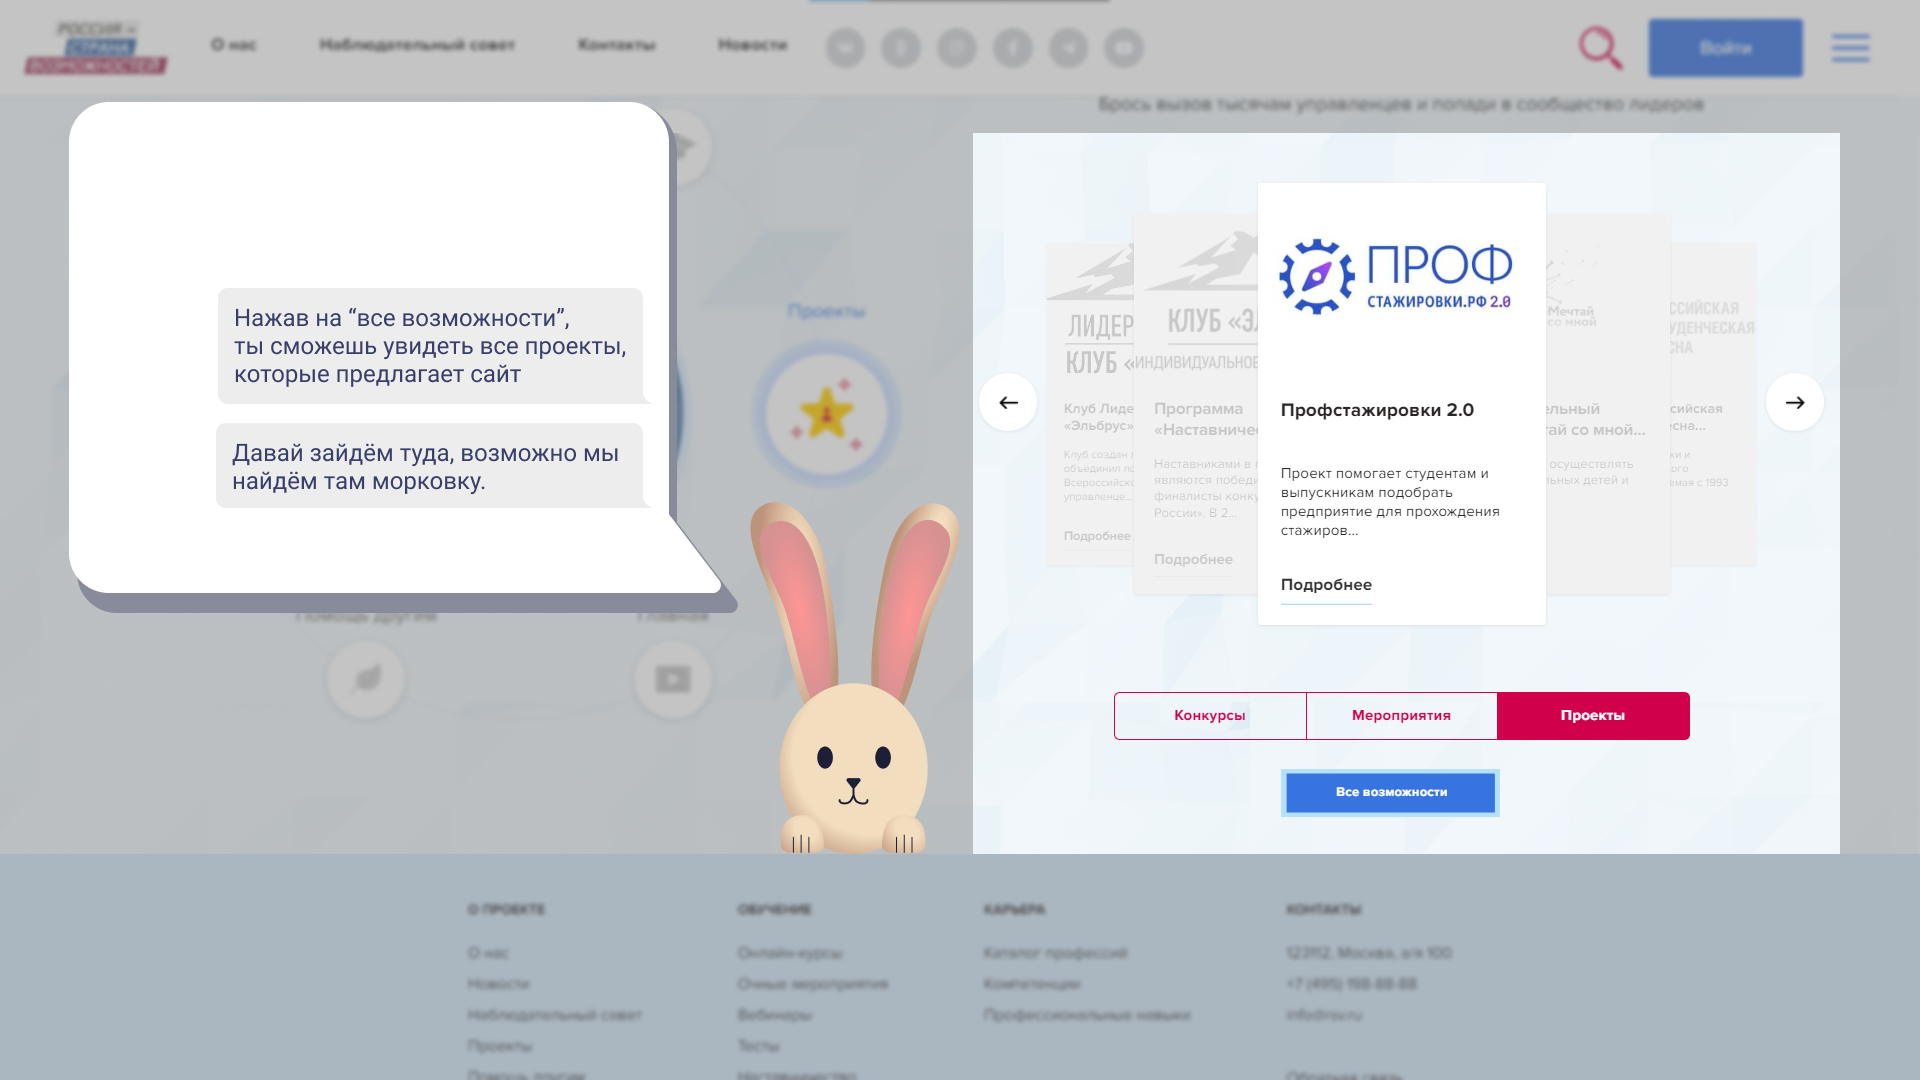 РОССИЯ –
СТРАНА
ВОЗМОЖНОСТЕЙ
О нас
Наблюдательный совет
Контакты
Новости
Войти
Брось вызов тысячам управленцев и попади в сообщество лидеров
Нажав на “все возможности”,
ты сможешь увидеть все проекты,
которые предлагает сайт
Давай зайдём туда, возможно мы
найдём там морковку.
Проекты
Помощь другим
Главная
ЛИДЕР
КЛУБ «
Клуб Лиде
«Эльбрус»
Клуб создан
объединил по
Всероссийско
управленце...
Подробнее
КЛУБ «ЭЛ
ИНДИВИДУАЛЬНОЕ
Программа
«Наставниче
Наставниками в
являются победи
финалисты конку
России». В 2...
Подробнее
ПРОФ
СТАЖИРОВКИ.РФ 2.0
Профстажировки 2.0
Проект помогает студентам и
выпускникам подобрать
предприятие для прохождения
стажиров...
Подробнее
Мечтай
со мной
ельный
тай со мной...
осуществлять
льных детей и
ССИЙСКАЯ
УДЕНЧЕСКАЯ
СНА
сийская
есна...
ки и
ого
имая с 1993
Конкурсы
Мероприятия
Проекты
Все возможности
О ПРОЕКТЕ
О нас
Новости
Наблюдательный совет
Проекты
Помощь другим
ОБУЧЕНИЕ
Онлайн-курсы
Очные мероприятия
Вебинары
Тесты
Наставничество
КАРЬЕРА
Каталог профессий
Компетенции
Профессиональные навыки
КОНТАКТЫ
123112, Москва, а/я 100
+7 (495) 198-88-88
info@rsv.ru
Обратная связь